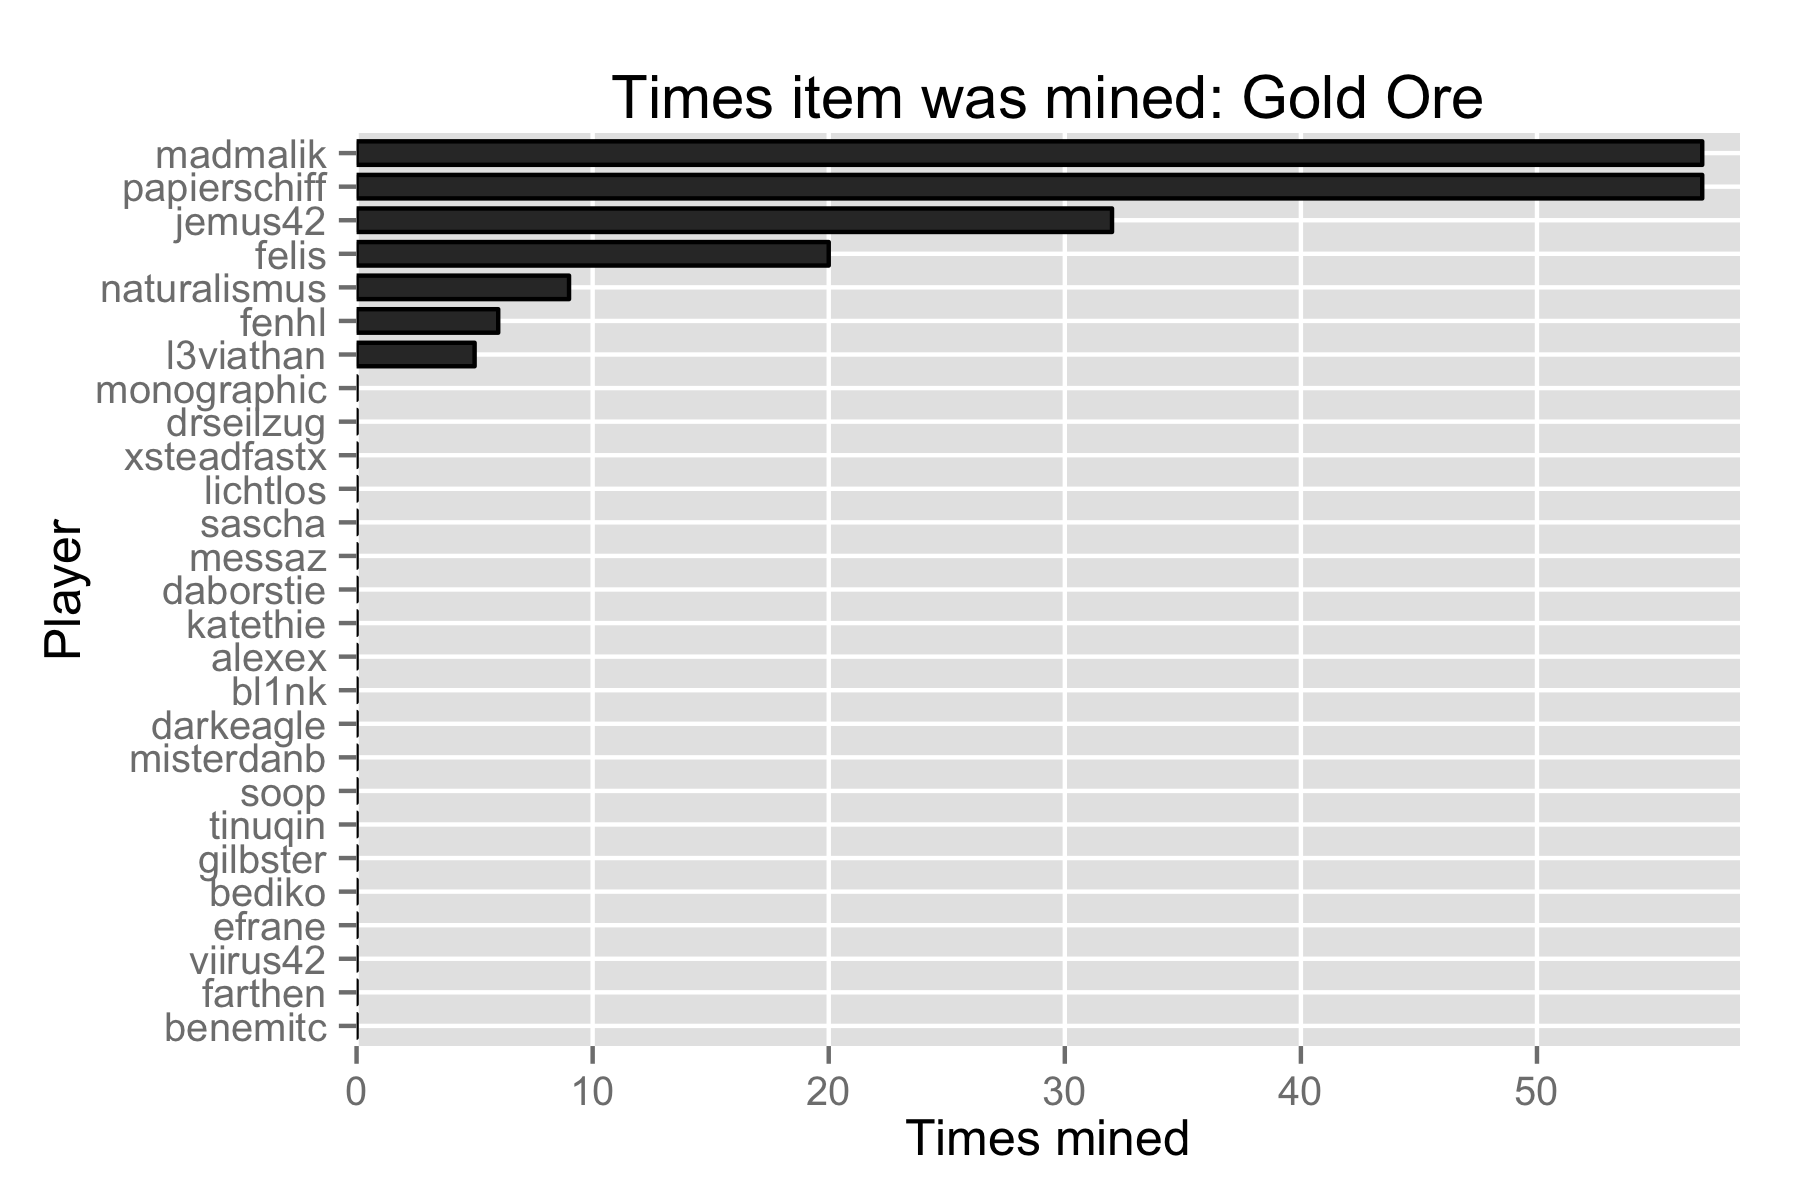 Times item was mined: Gold Ore
madmalik
papierschiff
jemus42
felis
naturalismus
fenhl
l3viathan
monographic
drseilzug
xsteadfastx
lichtlos
sascha
messaz
daborstie
katethie
alexex
bl1nk
darkeagle
misterdanb
soop
tinuqin
gilbster
bediko
efrane
viirus42
farthen
benemitc
Player
0 10 20 30 40 50
Times mined